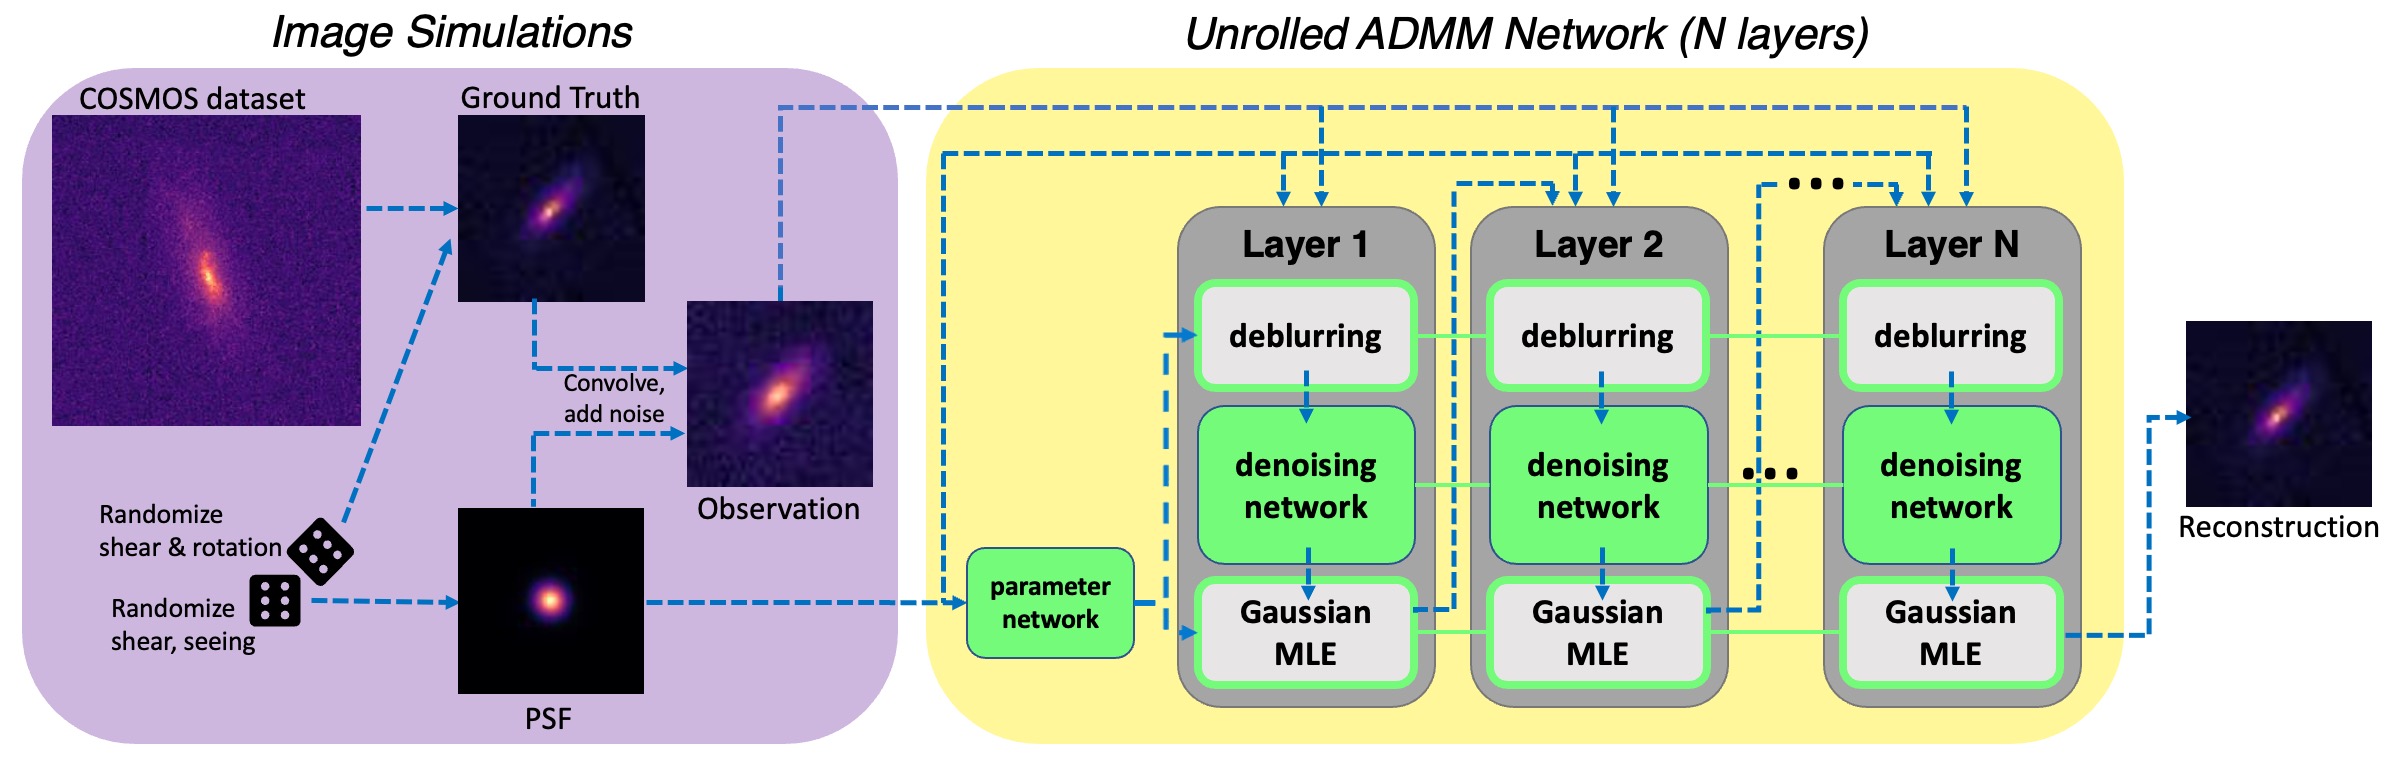 Image Simulations
COSMOS dataset
Ground Truth
Convolve,
add noise
Observation
Randomize
shear & rotation
Randomize
shear, seeing
PSF
Unrolled ADMM Network (N layers)
parameter
network
Layer 1
deblurring
denoising
network
Gaussian
MLE
Layer 2
deblurring
denoising
network
Gaussian
MLE
...
...
Layer N
deblurring
denoising
network
Gaussian
MLE
Reconstruction